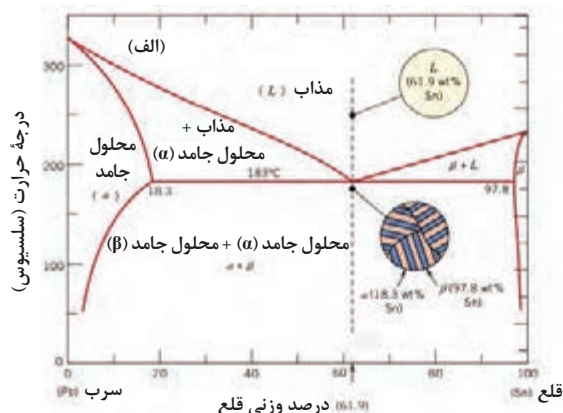 (الف)
300
200
100
0
درجهٔ حرارت (سلسیوس)
مذاب (L)
L
(61.9 wt%
Sn)
مذاب +
محلول جامد (α)
محلول
جامد
(α)
183°C
18.3
97.8
β + L
β
محلول جامد (α) + محلول جامد (β)
α + β
α (18.3 wt%
Sn)
β (97.8 wt%
Sn)
0
20
40
60
80
100
(Pb) سرب
درصد وزنی قلع (61.9)
(Sn) قلع